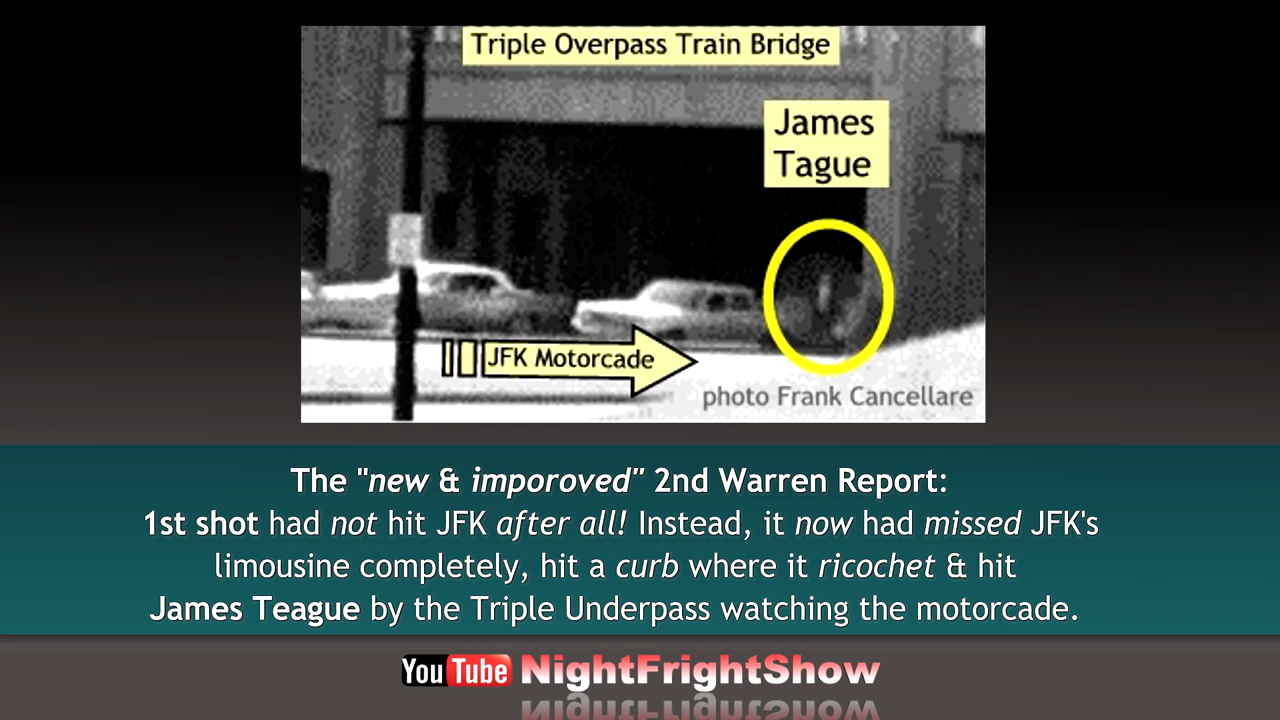 Triple Overpass Train Bridge
James
Tague
JFK Motorcade
photo Frank Cancellare
The "new & imporoved" 2nd Warren Report:
1st shot had not hit JFK after all! Instead, it now had missed JFK's
limousine completely, hit a curb where it ricochet & hit
James Teague by the Triple Underpass watching the motorcade.
YouTube NightFrightShow